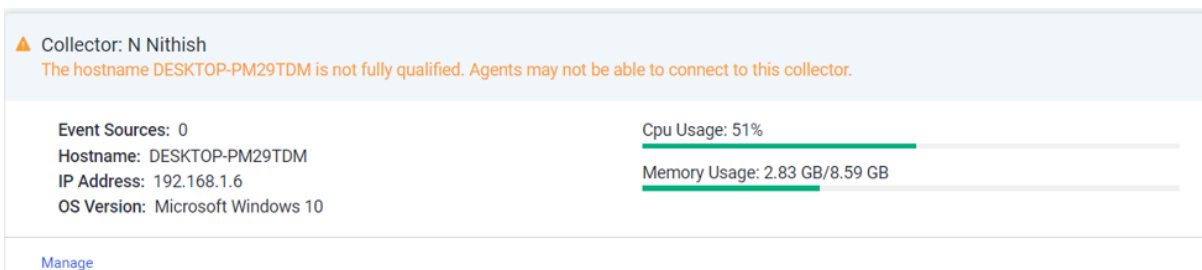 Collector: N Nithish
The hostname DESKTOP-PM29TDM is not fully qualified. Agents may not be able to connect to this collector.
Event Sources: 0
Hostname: DESKTOP-PM29TDM
IP Address: 192.168.1.6
OS Version: Microsoft Windows 10
Cpu Usage: 51%
Memory Usage: 2.83 GB/8.59 GB
Manage